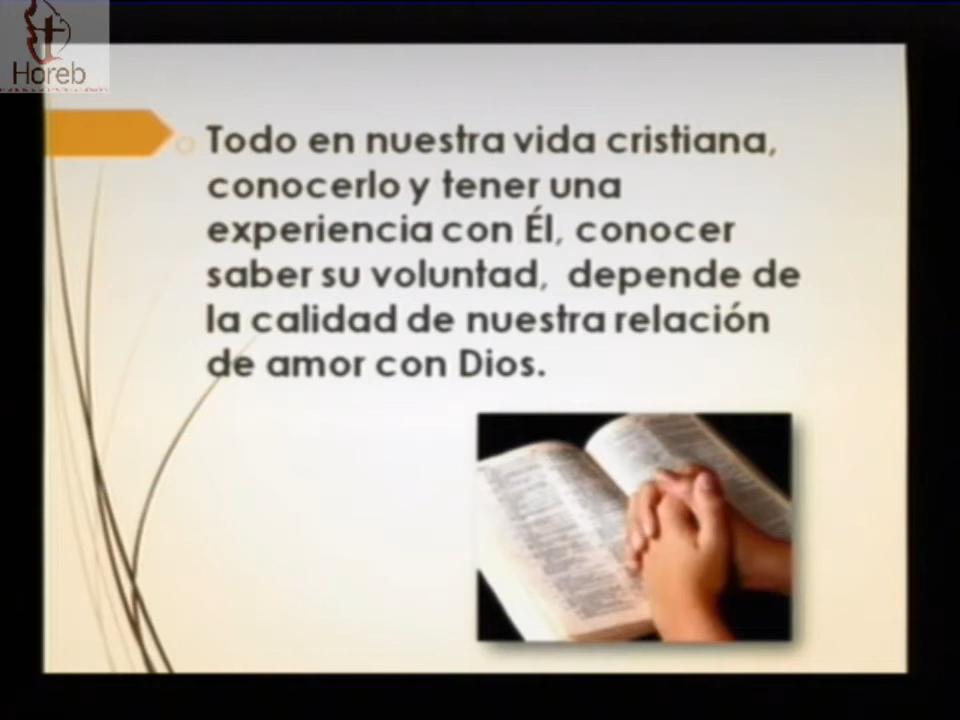 Horeb
Todo en nuestra vida cristiana,
conocerlo y tener una
experiencia con Él, conocer
saber su voluntad, depende de
la calidad de nuestra relación
de amor con Dios.